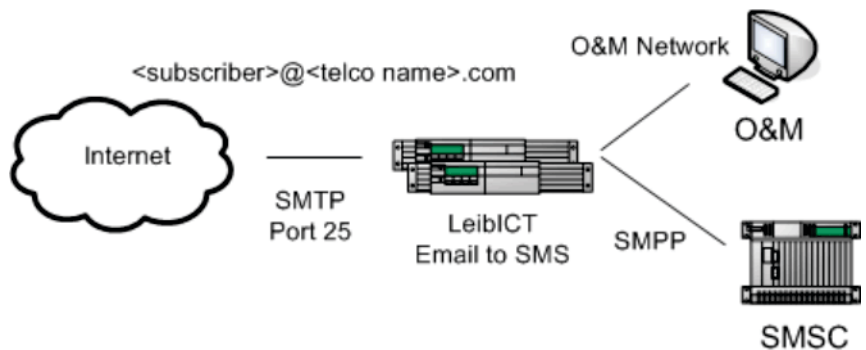 <subscriber>@<telco name>.com
Internet
SMTP
Port 25
LeibICT
Email to SMS
O&M Network
O&M
SMPP
SMSC